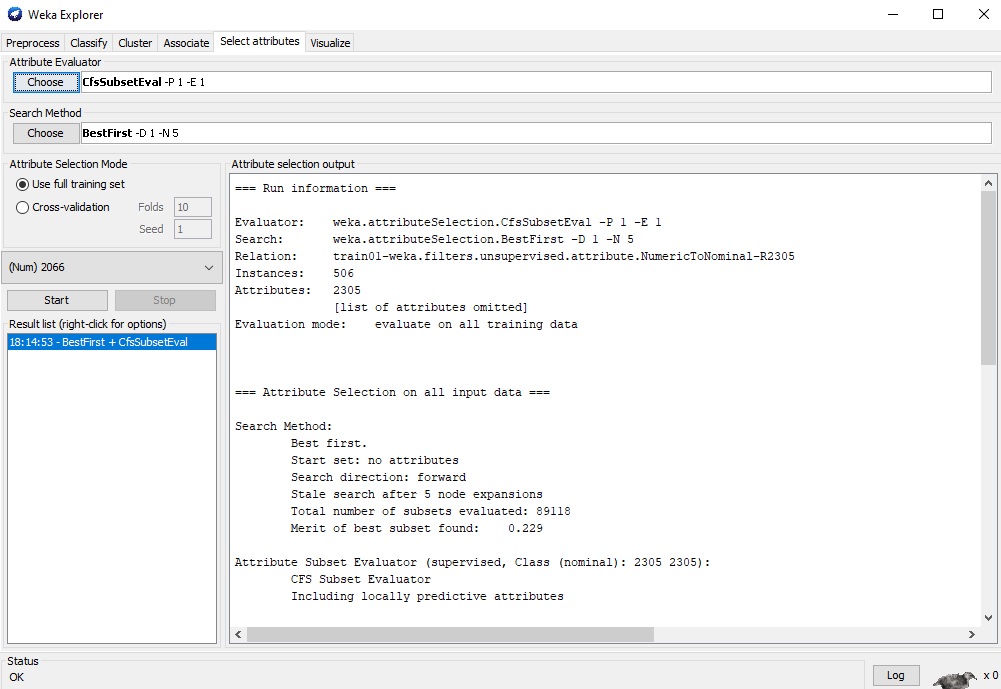 Weka Explorer
Preprocess Classify Cluster Associate Select attributes Visualize
Attribute Evaluator
Choose CfsSubsetEval -P 1 -E 1
Search Method
Choose BestFirst -D 1 -N 5
Attribute Selection Mode
Use full training set
Cross-validation Folds 10
Seed 1
(Num) 2066
Start Stop
Result list (right-click for options)
18:14:53 - BestFirst + CfsSubsetEval
Attribute selection output
=== Run information ===
Evaluator: weka.attributeSelection.CfsSubsetEval -P 1 -E 1
Search: weka.attributeSelection.BestFirst -D 1 -N 5
Relation: train01-weka.filters.unsupervised.attribute.NumericToNominal-R2305
Instances: 506
Attributes: 2305
[list of attributes omitted]
Evaluation mode: evaluate on all training data
=== Attribute Selection on all input data ===
Search Method:
Best first.
Start set: no attributes
Search direction: forward
Stale search after 5 node expansions
Total number of subsets evaluated: 89118
Merit of best subset found: 0.229
Attribute Subset Evaluator (supervised, Class (nominal): 2305 2305):
CFS Subset Evaluator
Including locally predictive attributes
Status
OK
Log x 0